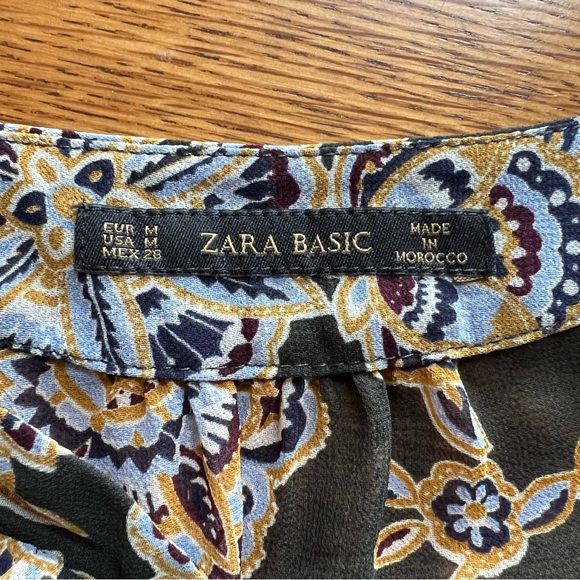 EUR M
USA M
MEX 28
ZARA BASIC
MADE
IN
MOROCCO